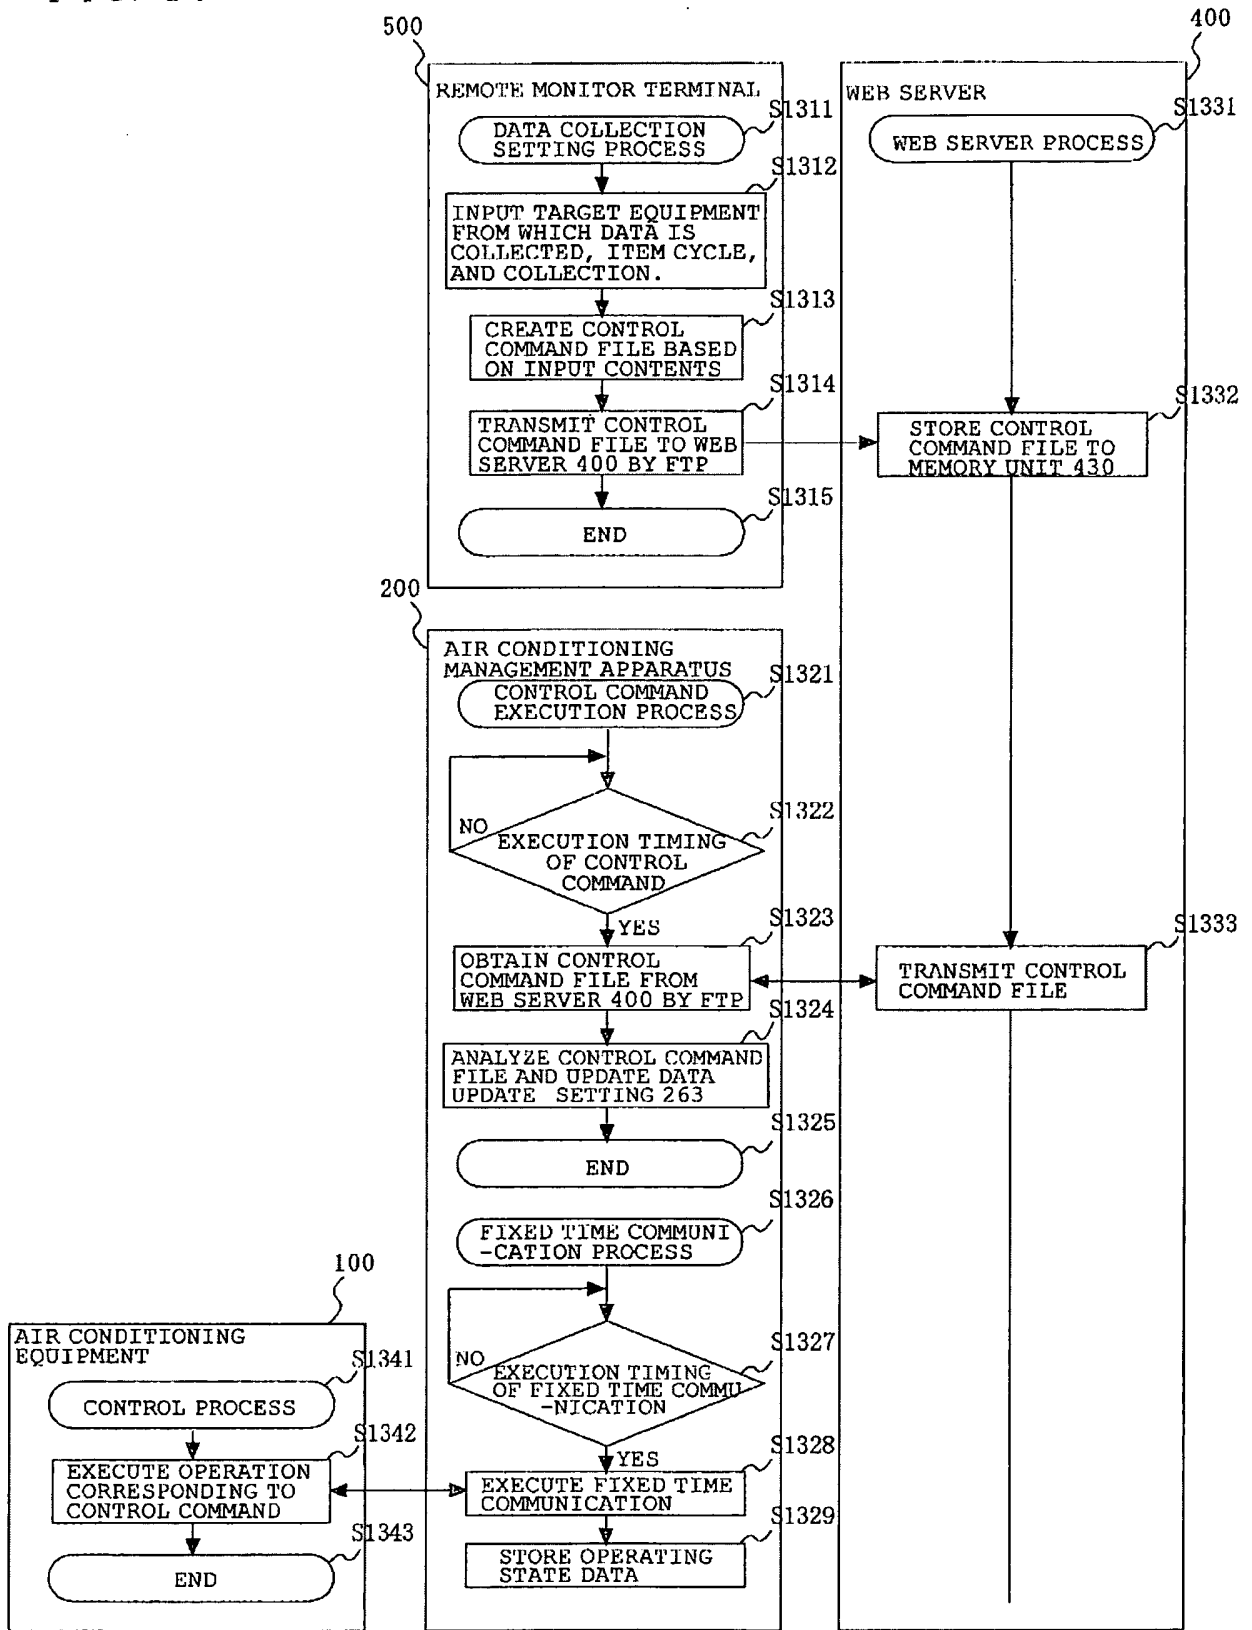 500
400
REMOTE MONITOR TERMINAL
S1311
DATA COLLECTION
SETTING PROCESS
S1312
INPUT TARGET EQUIPMENT
FROM WHICH DATA IS
COLLECTED, ITEM CYCLE,
AND COLLECTION.
S1313
CREATE CONTROL
COMMAND FILE BASED
ON INPUT CONTENTS
S1314
TRANSMIT CONTROL
COMMAND FILE TO WEB
SERVER 400 BY FTP
S1315
END
WEB SERVER
S1331
WEB SERVER PROCESS
S1332
STORE CONTROL
COMMAND FILE TO
MEMORY UNIT 430
S1333
TRANSMIT CONTROL
COMMAND FILE
200
AIR CONDITIONING
MANAGEMENT APPARATUS
S1321
CONTROL COMMAND
EXECUTION PROCESS
S1322
NO
EXECUTION TIMING
OF CONTROL
COMMAND
YES
S1323
OBTAIN CONTROL
COMMAND FILE FROM
WEB SERVER 400 BY FTP
S1324
ANALYZE CONTROL COMMAND
FILE AND UPDATE DATA
UPDATE SETTING 263
S1325
END
S1326
FIXED TIME COMMUNI
-CATION PROCESS
S1327
NO
EXECUTION TIMING
OF FIXED TIME COMMU
-NICATION
YES
S1328
EXECUTE FIXED TIME
COMMUNICATION
S1329
STORE OPERATING
STATE DATA
100
AIR CONDITIONING
EQUIPMENT
S1341
CONTROL PROCESS
S1342
EXECUTE OPERATION
CORRESPONDING TO
CONTROL COMMAND
S1343
END